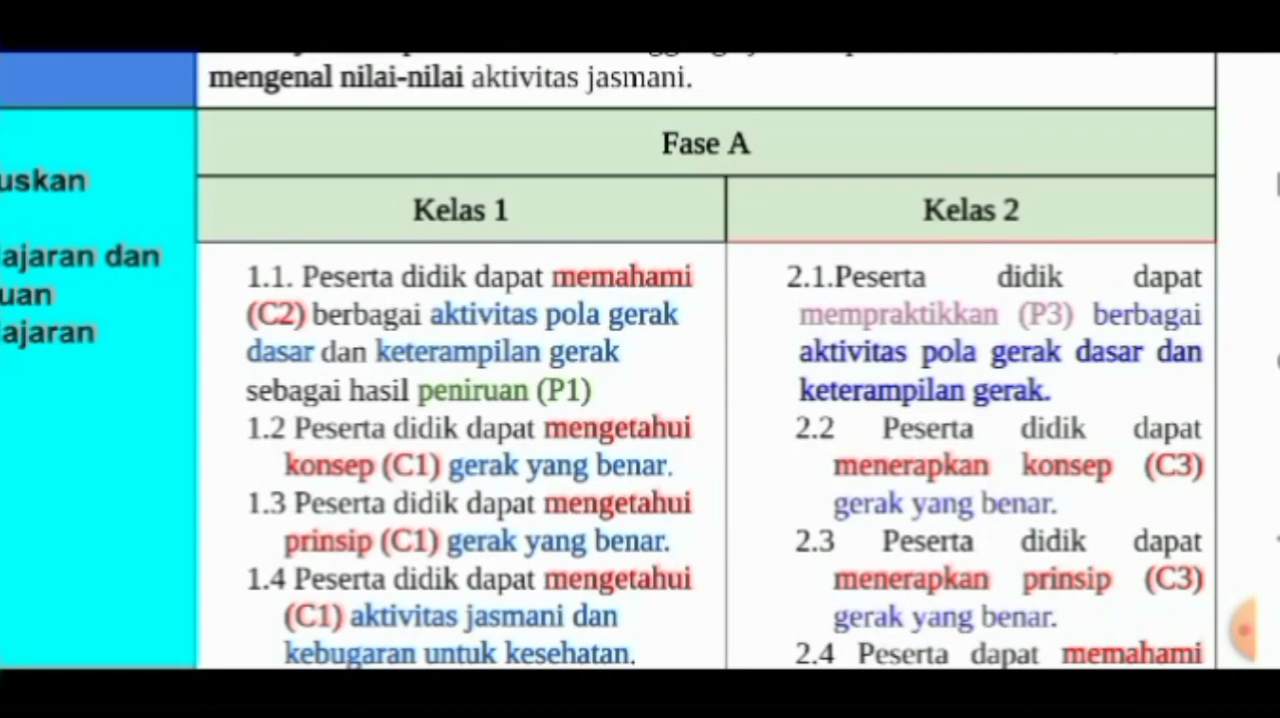 mengenal nilai-nilai aktivitas jasmani.
Fase A
uskan
ajaran dan
uan
ajaran
Kelas 1
Kelas 2
1.1. Peserta didik dapat memahami
(C2) berbagai aktivitas pola gerak
dasar dan keterampilan gerak
sebagai hasil peniruan (P1)
1.2 Peserta didik dapat mengetahui
konsep (C1) gerak yang benar.
1.3 Peserta didik dapat mengetahui
prinsip (C1) gerak yang benar.
1.4 Peserta didik dapat mengetahui
(C1) aktivitas jasmani dan
kebugaran untuk kesehatan.
2.1.Peserta didik dapat
mempraktikkan (P3) berbagai
aktivitas pola gerak dasar dan
keterampilan gerak.
2.2 Peserta didik dapat
menerapkan konsep (C3)
gerak yang benar.
2.3 Peserta didik dapat
menerapkan prinsip (C3)
gerak yang benar.
2.4 Peserta dapat memahami